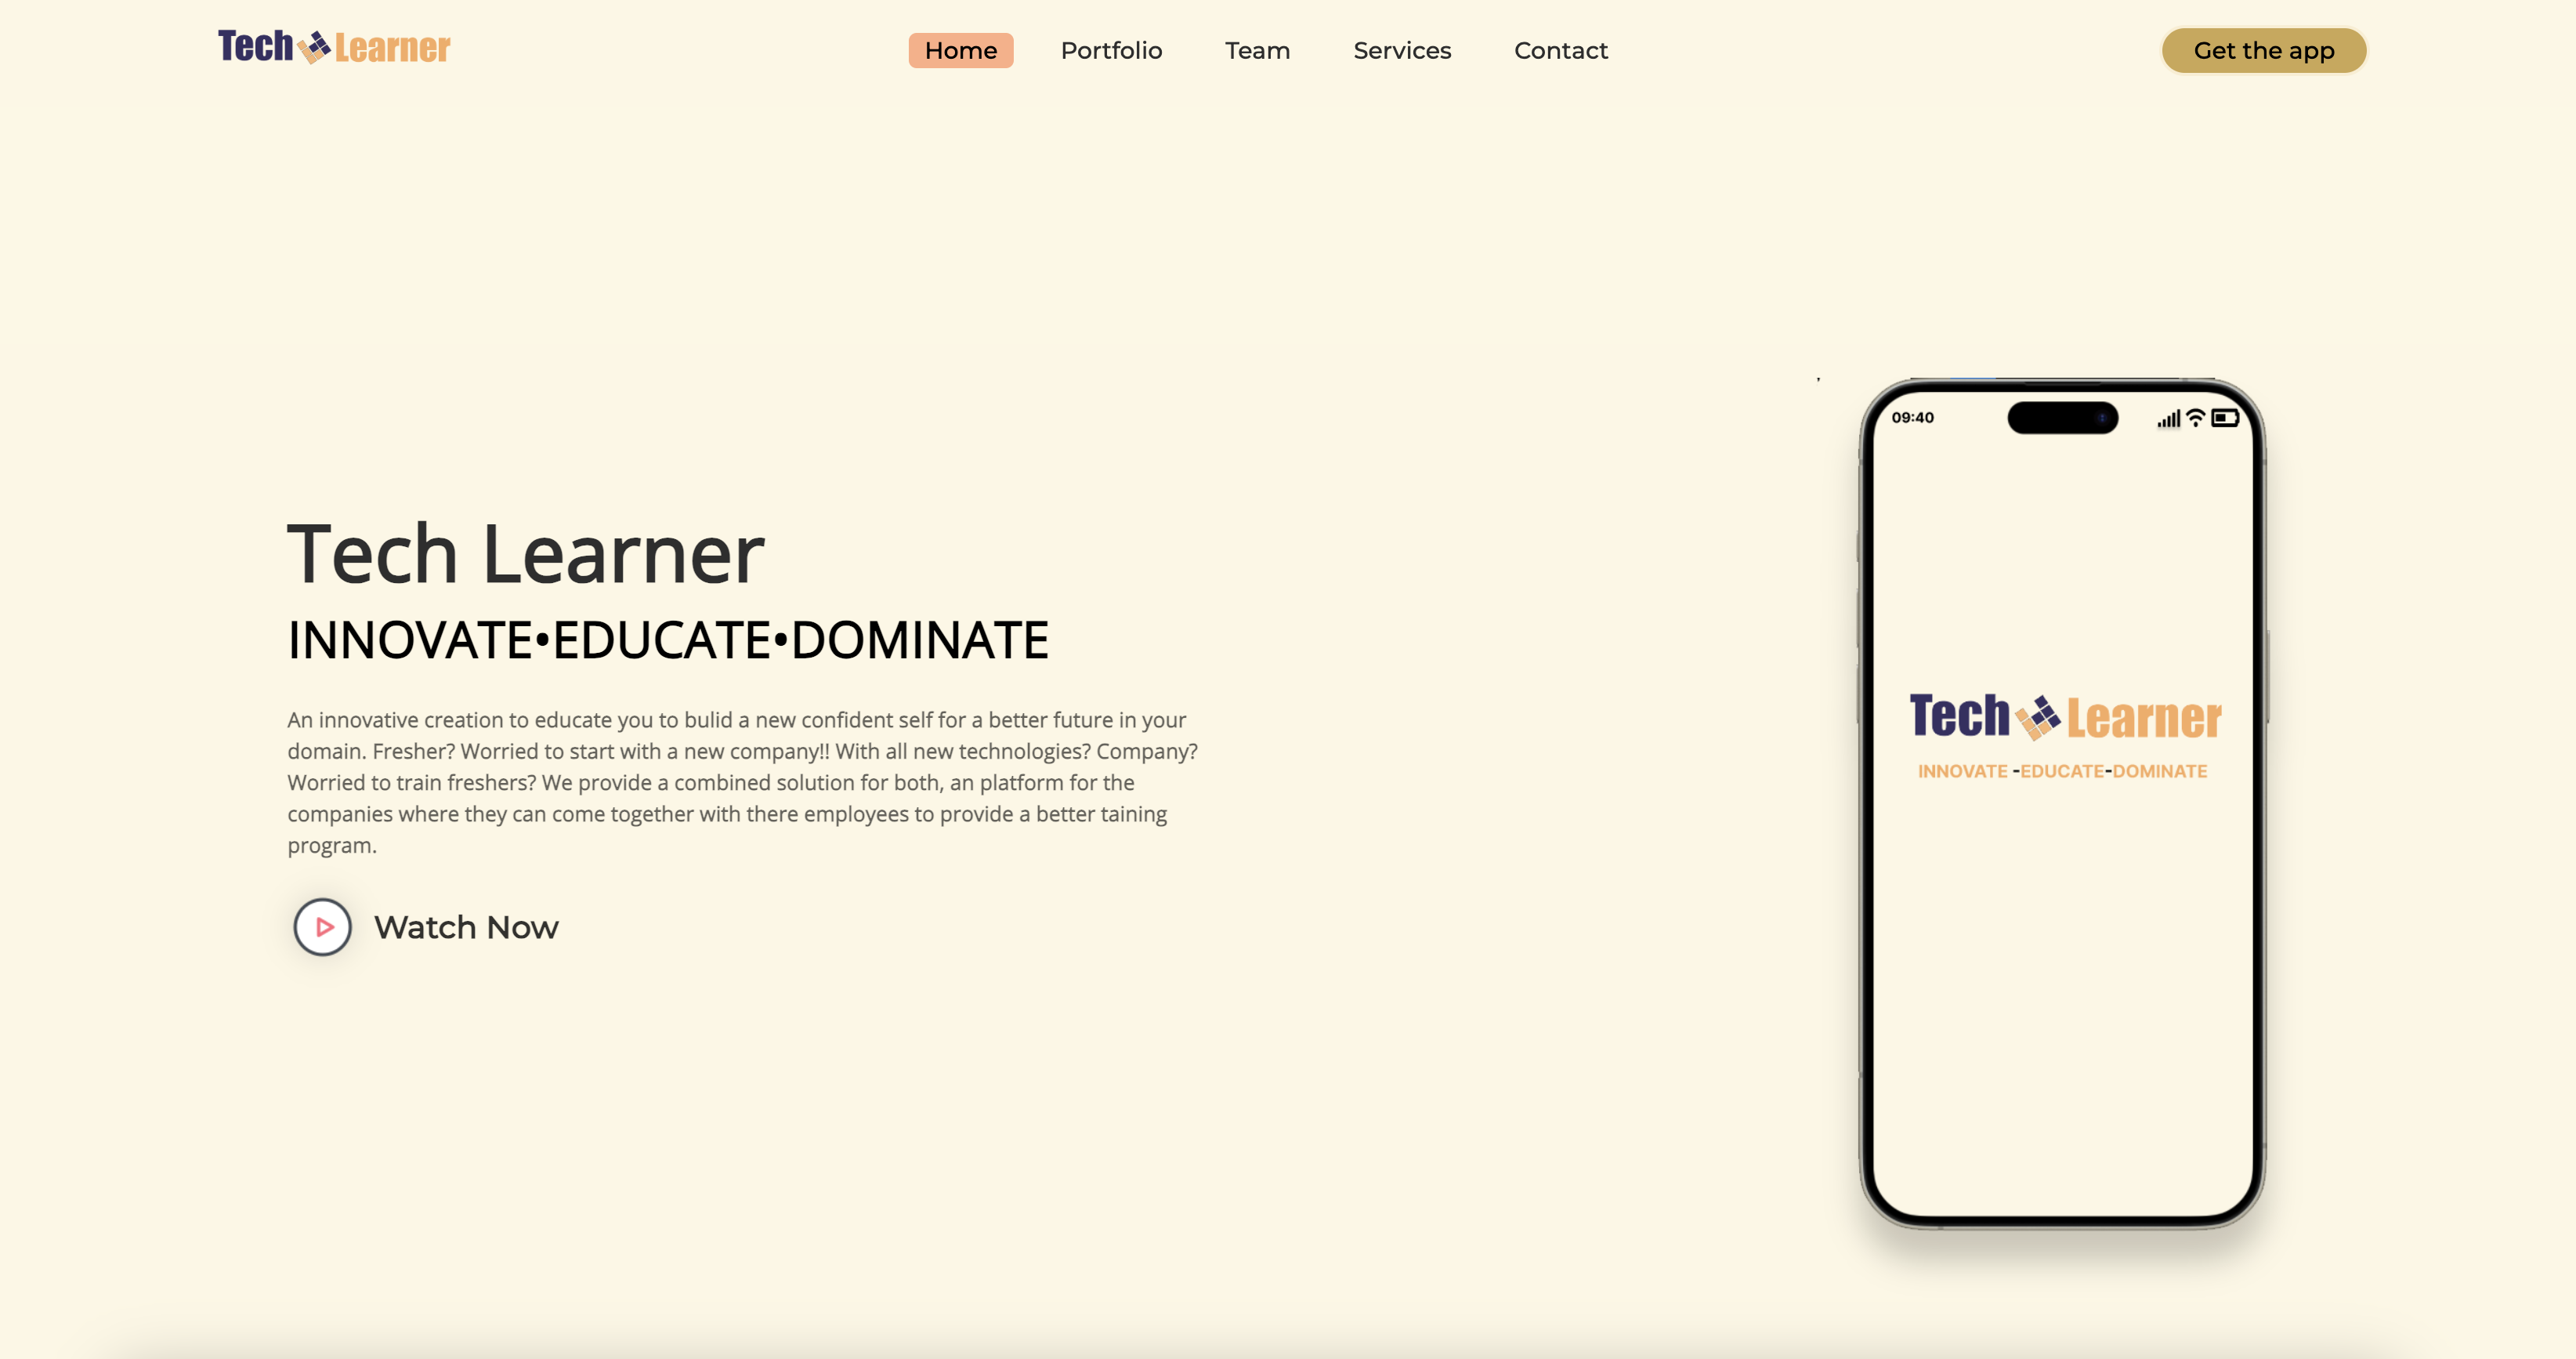 Tech Learner
Home Portfolio Team Services Contact
Get the app
09:40
Tech Learner
INNOVATE•EDUCATE•DOMINATE
An innovative creation to educate you to bulid a new confident self for a better future in your
domain. Fresher? Worried to start with a new company!! With all new technologies? Company?
Worried to train freshers? We provide a combined solution for both, an platform for the
companies where they can come together with there employees to provide a better taining
program.
Watch Now
Tech Learner
INNOVATE -EDUCATE-DOMINATE